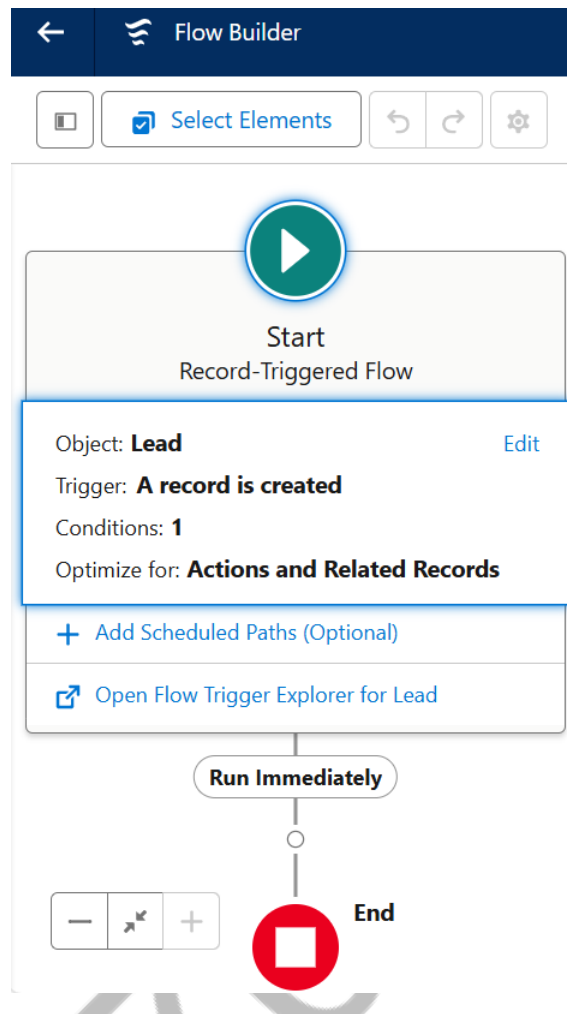 Flow Builder
Select Elements
Start
Record-Triggered Flow
Object: Lead Edit
Trigger: A record is created
Conditions: 1
Optimize for: Actions and Related Records
Add Scheduled Paths (Optional)
Open Flow Trigger Explorer for Lead
Run Immediately
End